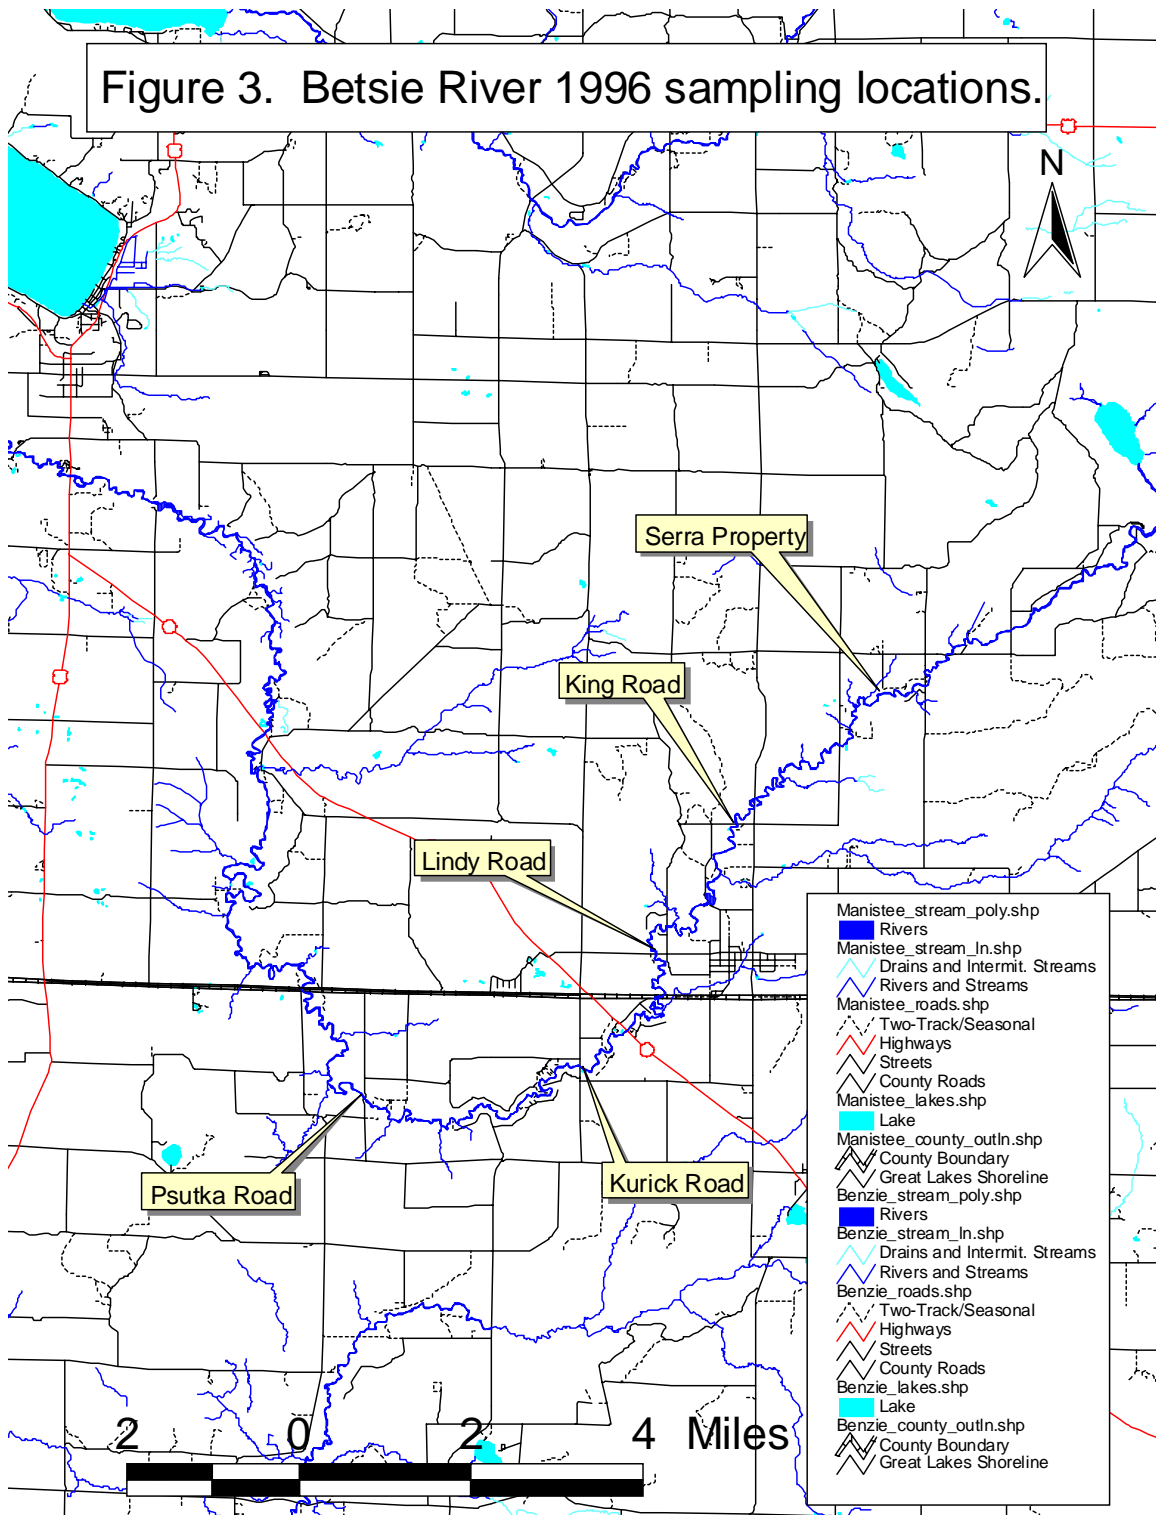 Figure 3. Betsie River 1996 sampling locations.
N
Serra Property
King Road
Lindy Road
Psutka Road
Kurick Road
Manistee_stream_poly.shp
Rivers
Manistee_stream_ln.shp
Drains and Intermit. Streams
Rivers and Streams
Manistee_roads.shp
Two-Track/Seasonal
Highways
Streets
County Roads
Manistee_lakes.shp
Lake
Manistee_county_outln.shp
County Boundary
Great Lakes Shoreline
Benzie_stream_poly.shp
Rivers
Benzie_stream_ln.shp
Drains and Intermit. Streams
Rivers and Streams
Benzie_roads.shp
Two-Track/Seasonal
Highways
Streets
County Roads
Benzie_lakes.shp
Lake
Benzie_county_outln.shp
County Boundary
Great Lakes Shoreline
2 0 2 4 Miles